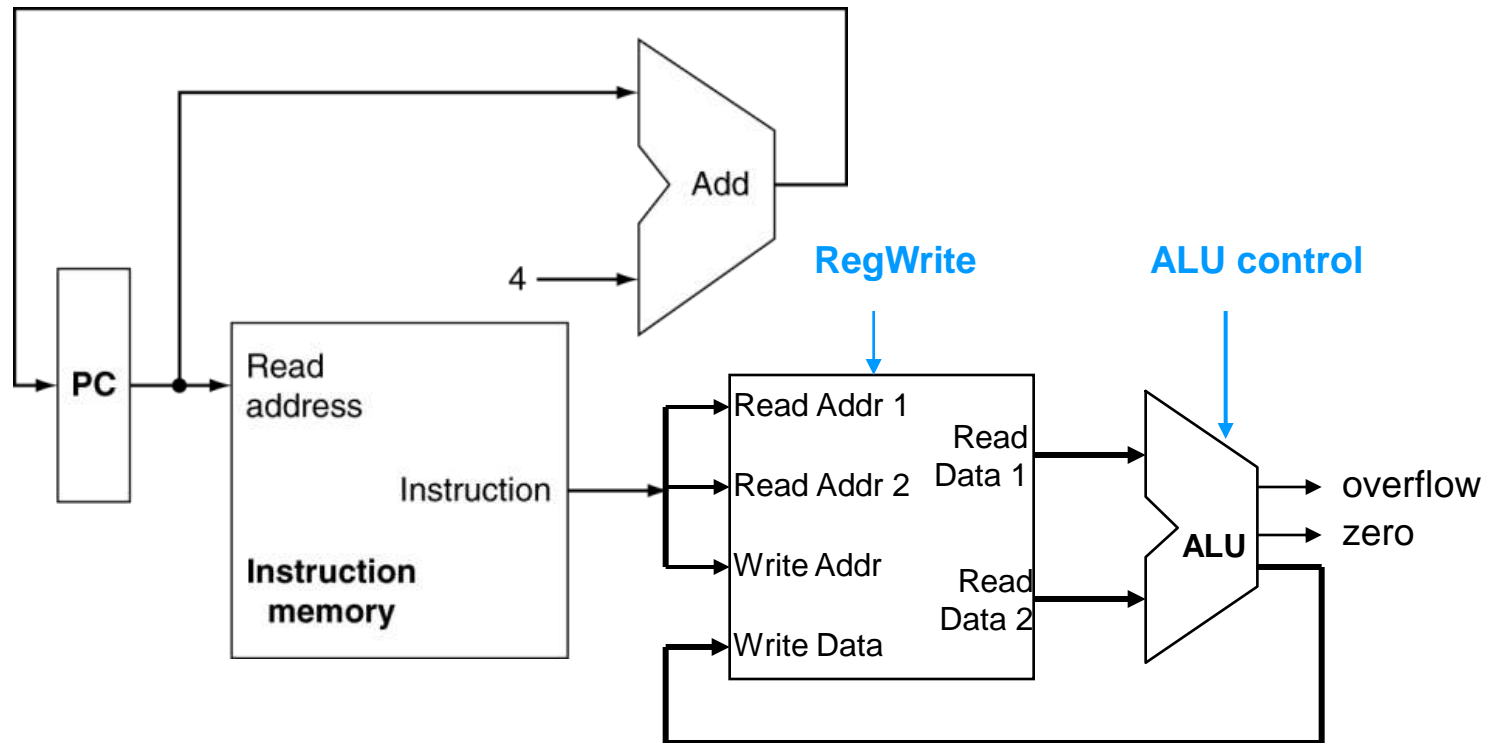 Add
4
RegWrite
ALU control
PC
Read
address
Instruction
Instruction
memory
Read Addr 1
Read Addr 2
Write Addr
Write Data
Read
Data 1
Read
Data 2
ALU
overflow
zero